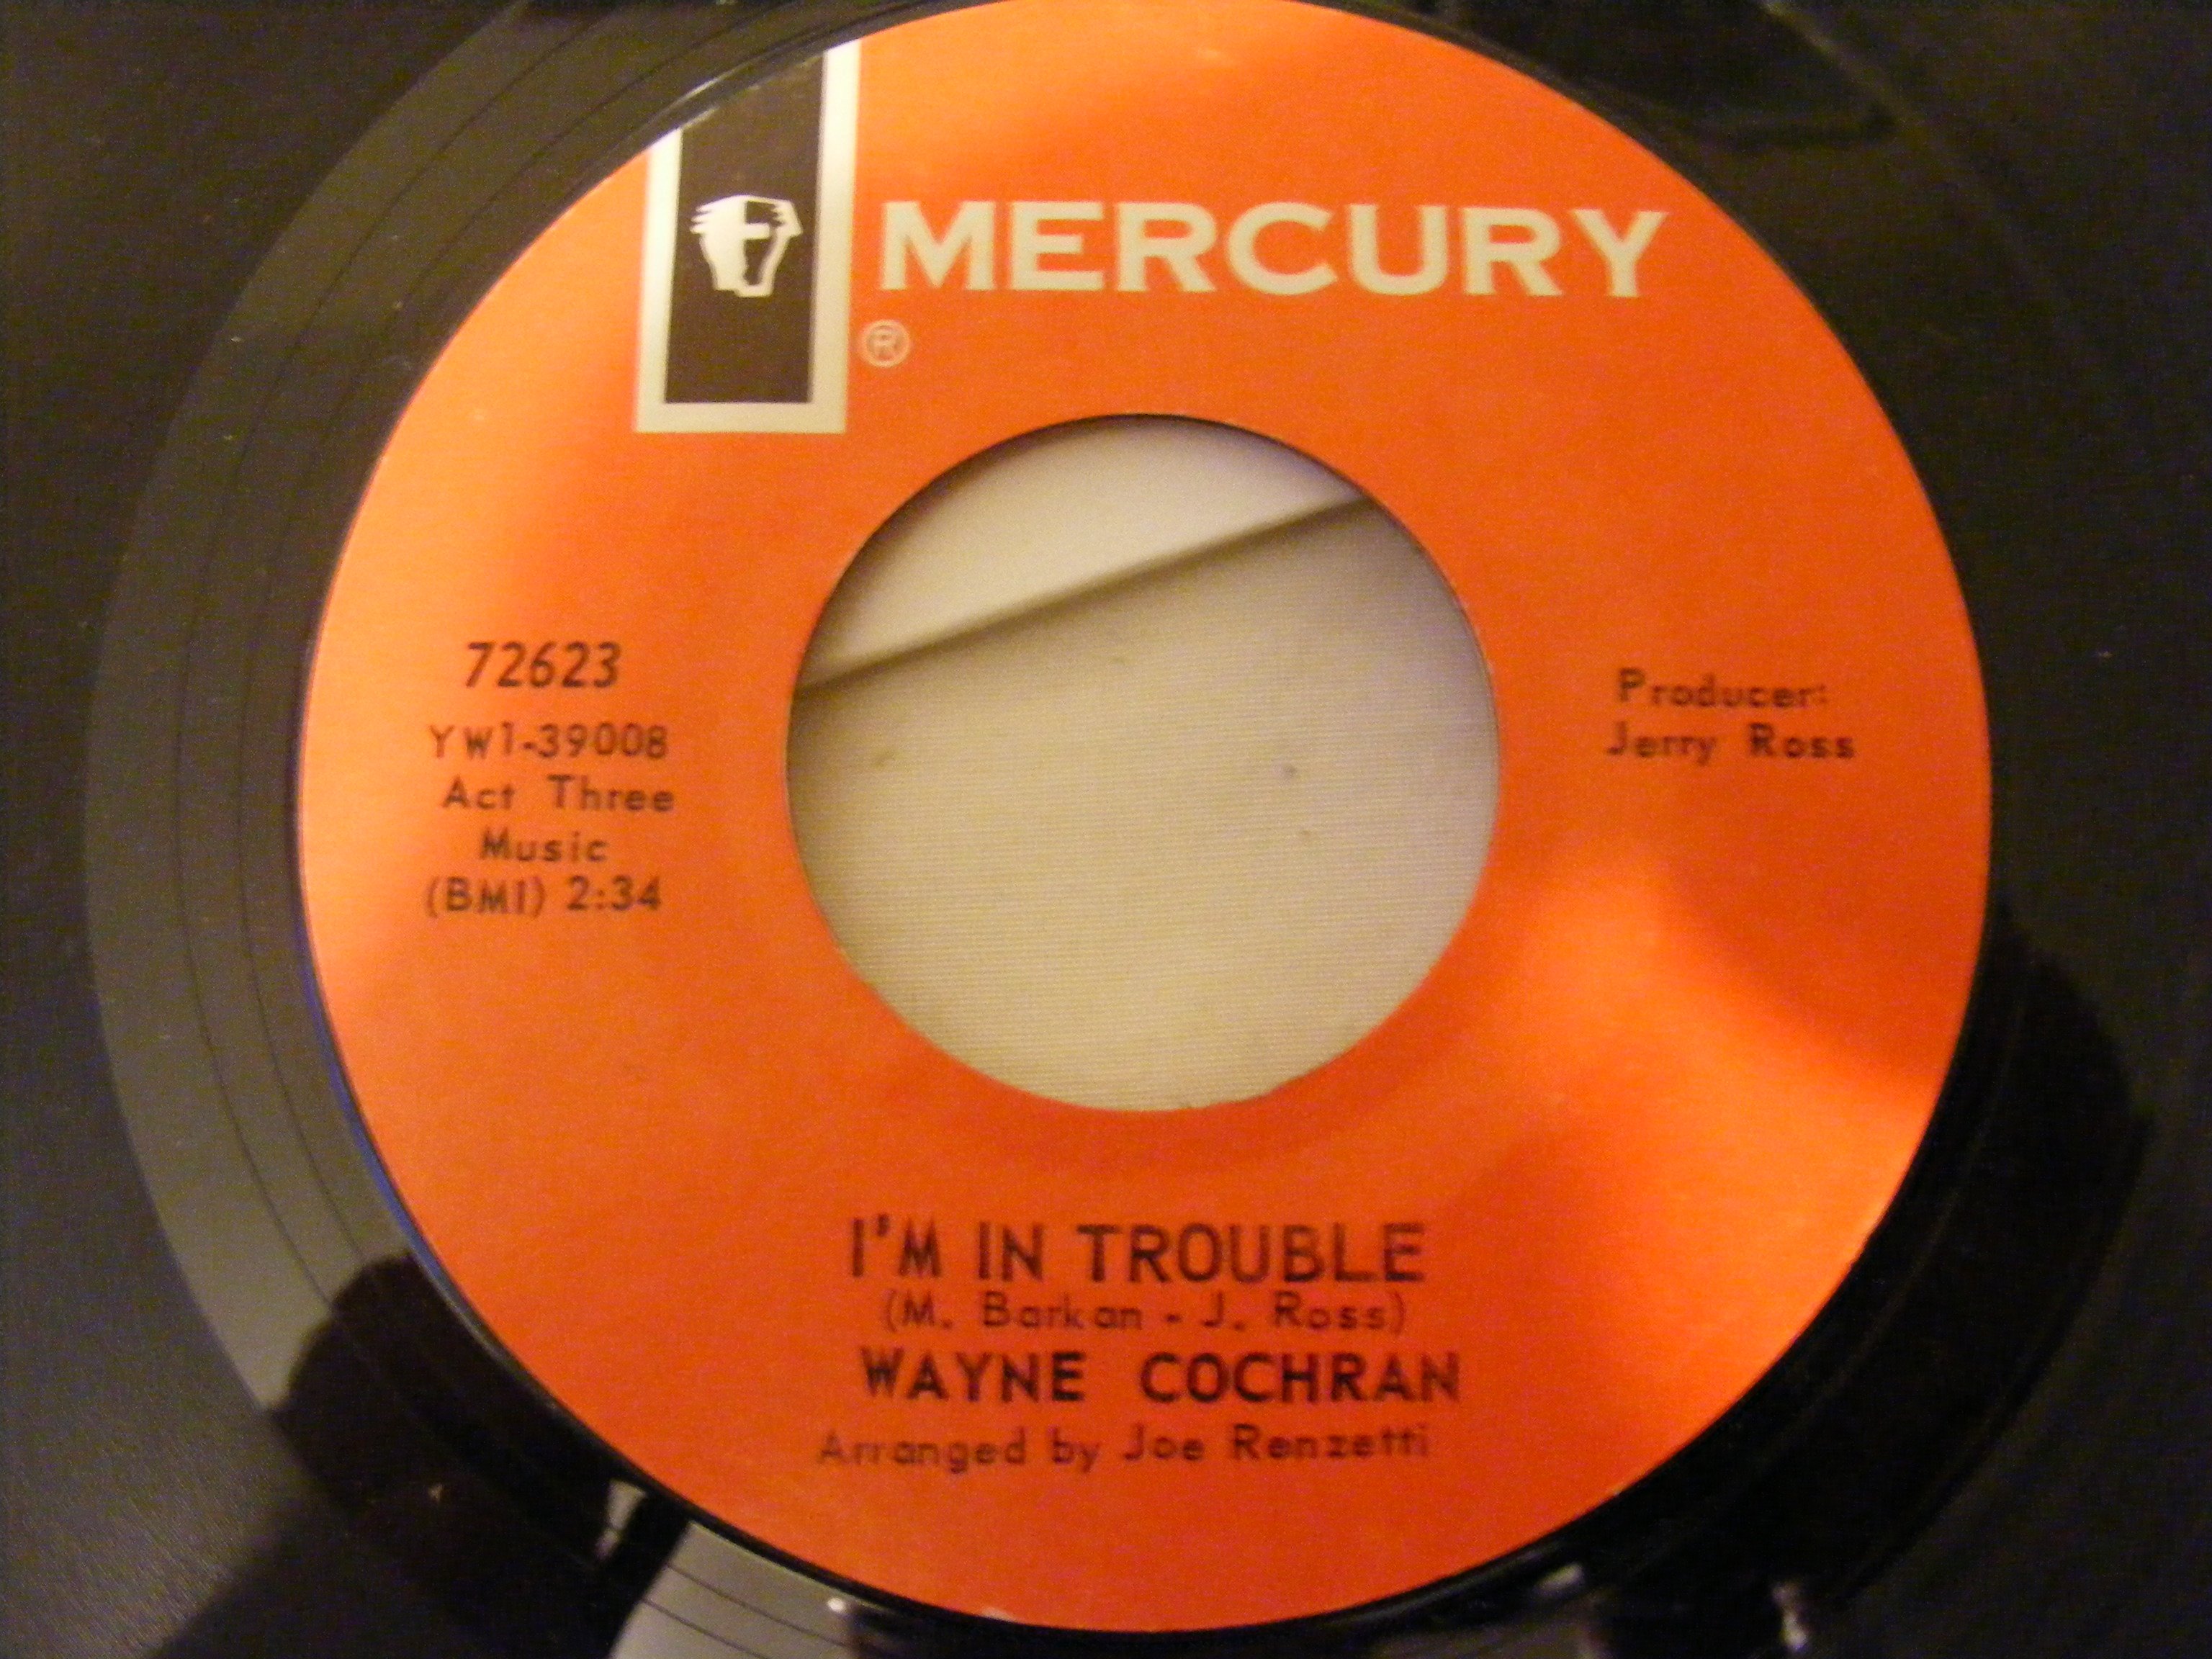 MERCURY
®
72623
YW1-39008
Act Three
Music
(BMI) 2:34
Producer:
Jerry Ross
I'M IN TROUBLE
(M. Barkan - J. Ross)
WAYNE COCHRAN
Arranged by Joe Renzetti